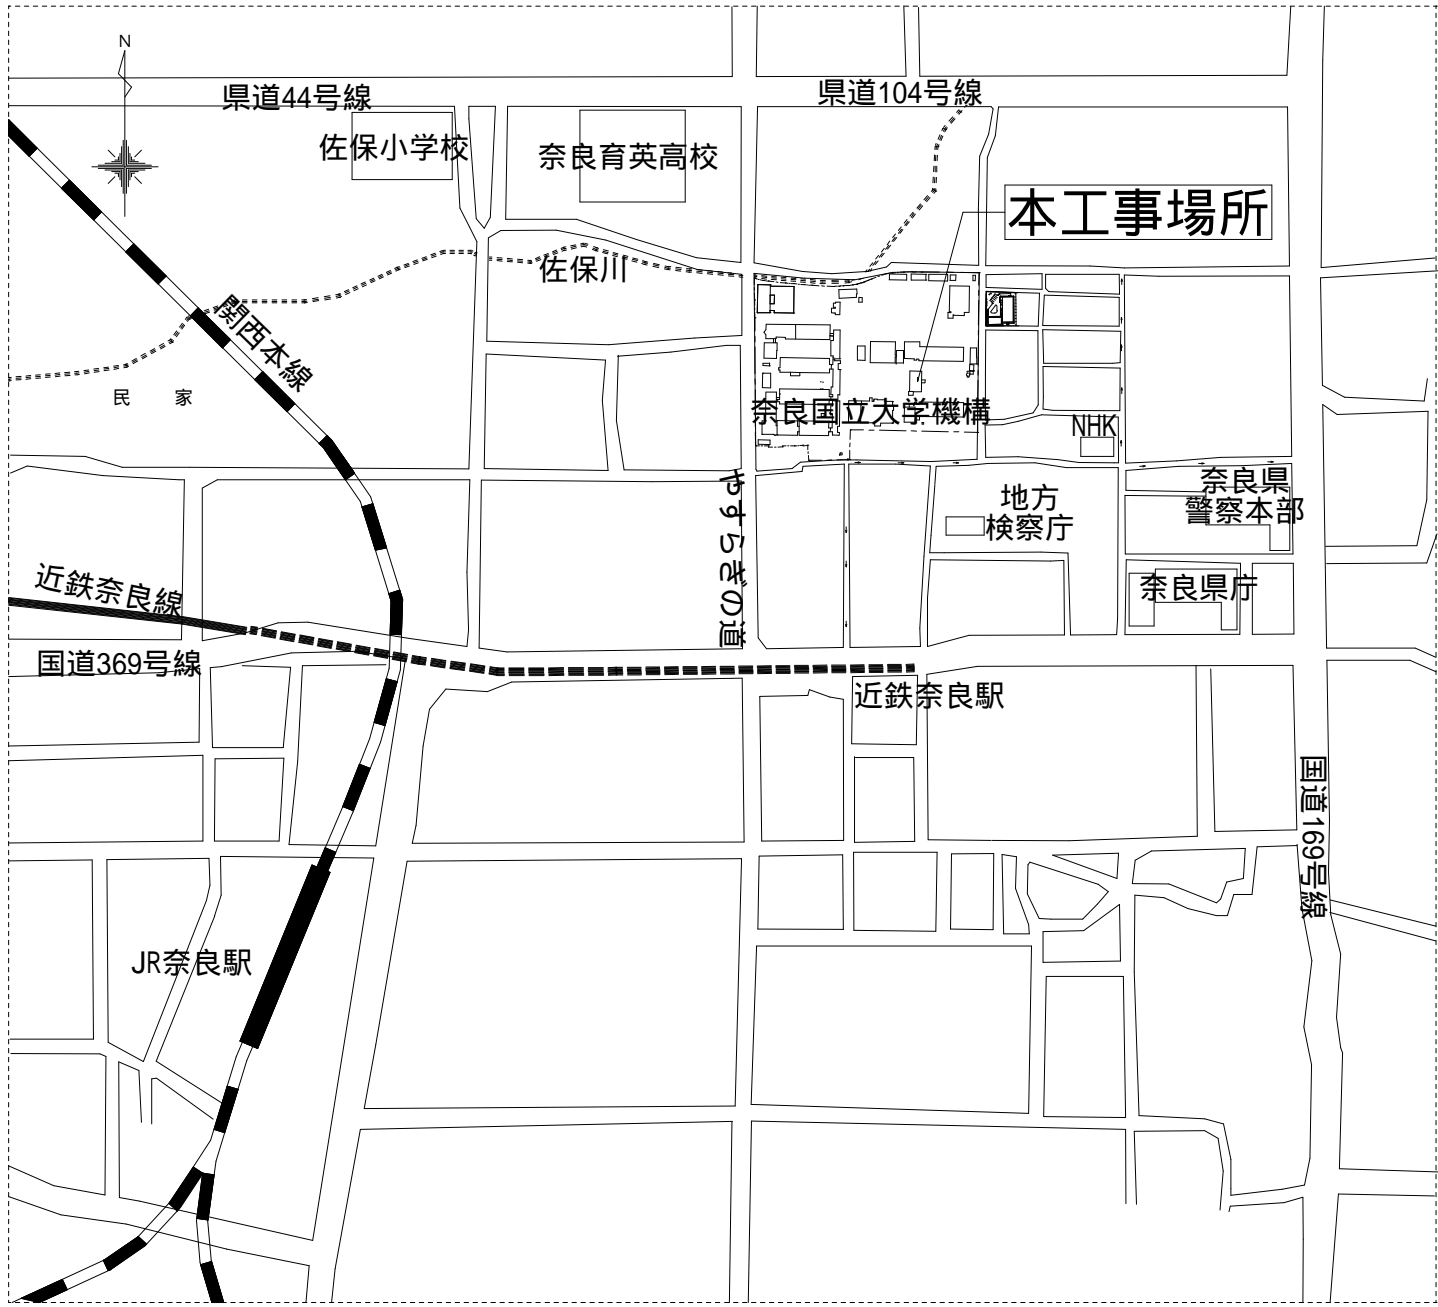 N
県道44号線
県道104号線
佐保小学校
奈良育英高校
本工事場所
佐保川
関西本線
民　家
奈良国立大学機構
NHK
やすらぎの道
地方
検察庁
奈良県
警察本部
近鉄奈良線
奈良県庁
国道369号線
近鉄奈良駅
国道169号線
JR奈良駅